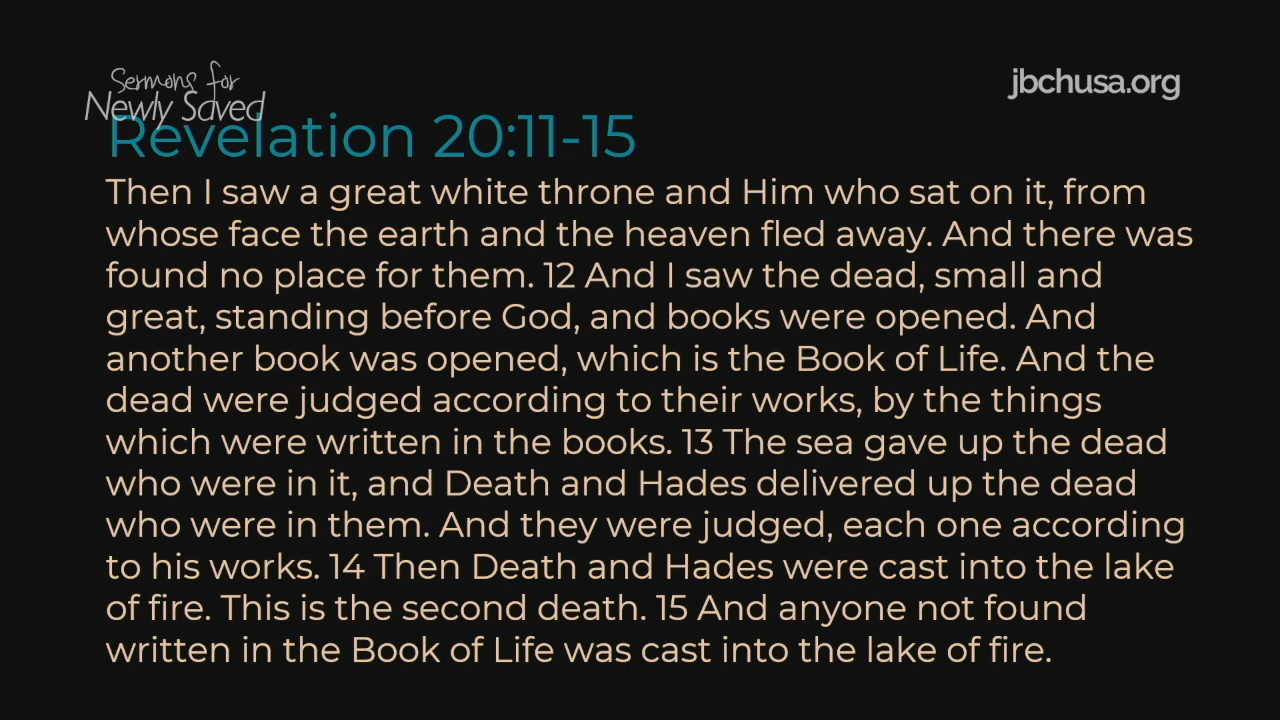 Sermons for
Newly Saved
jbchusa.org
Revelation 20:11-15
Then I saw a great white throne and Him who sat on it, from
whose face the earth and the heaven fled away. And there was
found no place for them. 12 And I saw the dead, small and
great, standing before God, and books were opened. And
another book was opened, which is the Book of Life. And the
dead were judged according to their works, by the things
which were written in the books. 13 The sea gave up the dead
who were in it, and Death and Hades delivered up the dead
who were in them. And they were judged, each one according
to his works. 14 Then Death and Hades were cast into the lake
of fire. This is the second death. 15 And anyone not found
written in the Book of Life was cast into the lake of fire.